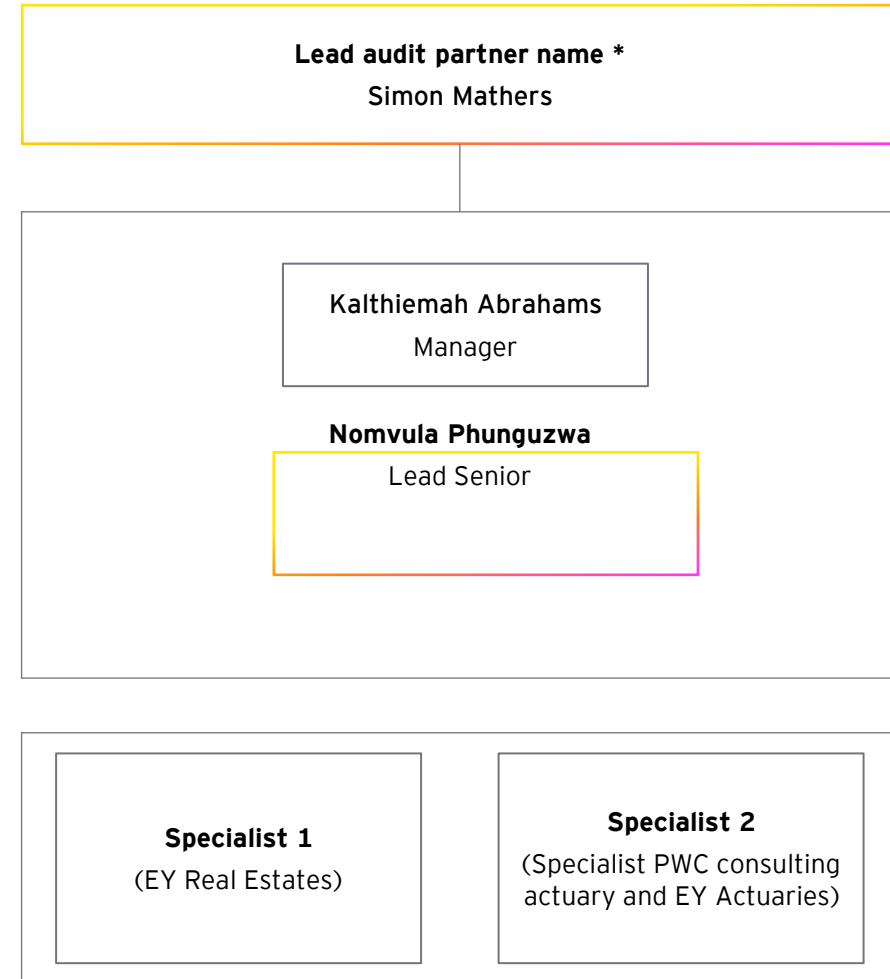 Lead audit partner name *
Simon Mathers
Kalthiemah Abrahams
Manager
Nomvula Phunguzwa
Lead Senior
Specialist 1
(EY Real Estates)
Specialist 2
(Specialist PWC consulting
actuary and EY Actuaries)